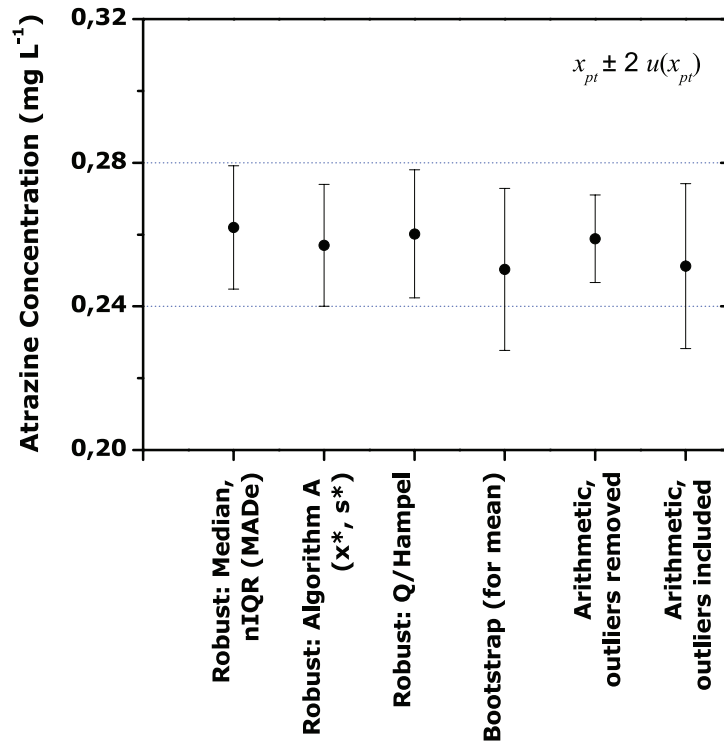 0,32
0,28
0,24
0,20
Atrazine Concentration (mg L-1)
xpt ± 2 u(xpt)
Robust: Median,
nIQR (MADe)
Robust: Algorithm A
(x*, s*)
Robust: Q/Hampel
Bootstrap (for mean)
Arithmetic,
outliers removed
Arithmetic,
outliers included